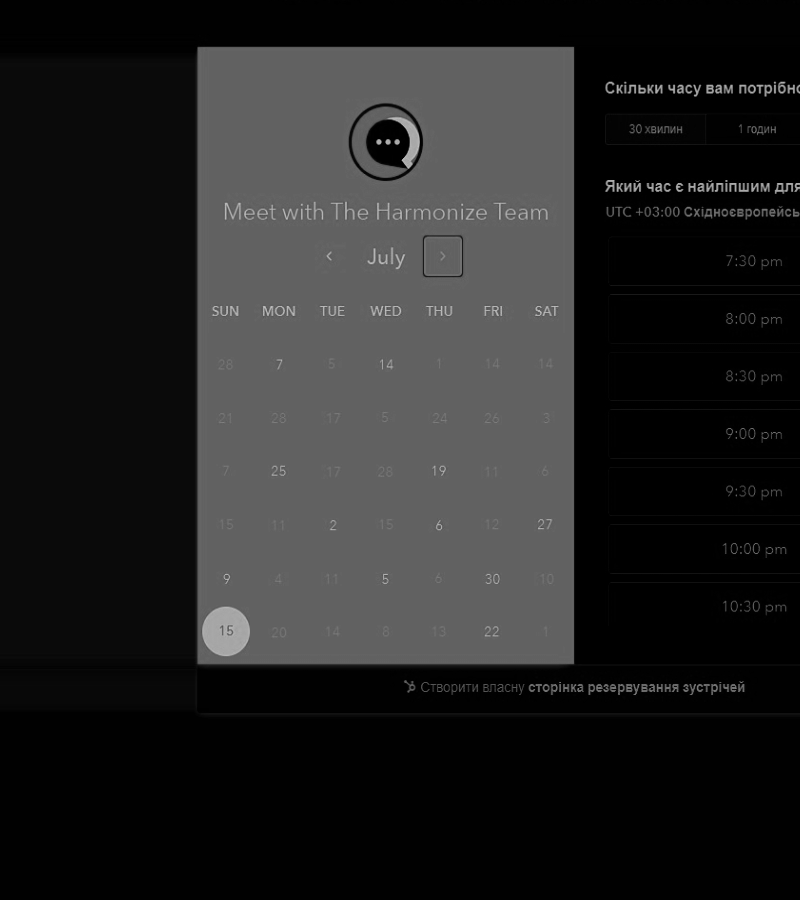 Meet with The Harmonize Team
July
SUN MON TUE WED THU FRI SAT
28 7 5 14 1 14 14
21 28 17 5 24 26 3
7 25 17 28 19 11 6
15 11 2 15 6 12 27
9 4 11 5 6 30 10
15 20 14 8 13 22 1
Скільки часу вам потрібно
30 хвилин 1 годин
Який час є найліпшим для
UTC +03:00 Східноєвропейсь
7:30 pm
8:00 pm
8:30 pm
9:00 pm
9:30 pm
10:00 pm
10:30 pm
Створити власну сторінка резервування зустрічей